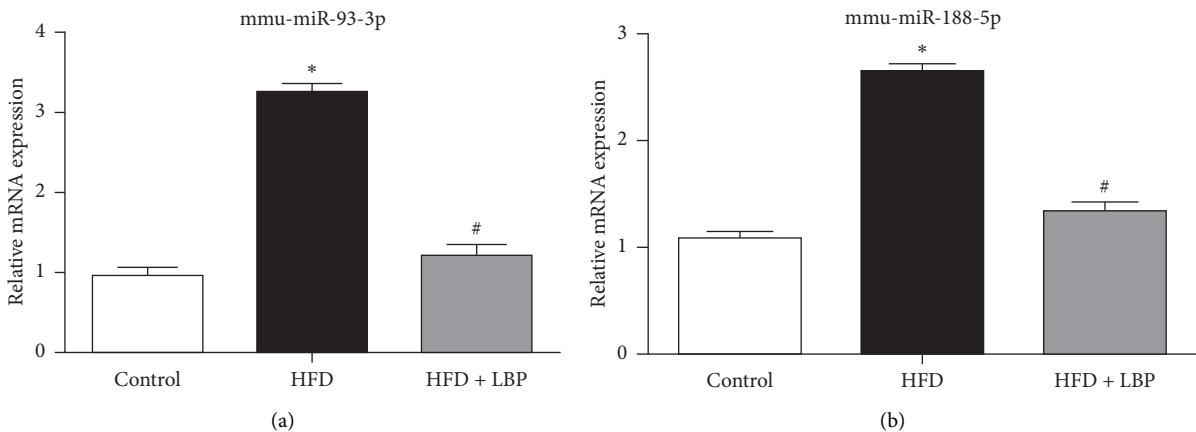 mmu-miR-93-3p
Relative mRNA expression
4
3
2
1
0
*
#
Control
HFD
HFD + LBP
(a)
mmu-miR-188-5p
Relative mRNA expression
3
2
1
0
*
#
Control
HFD
HFD + LBP
(b)